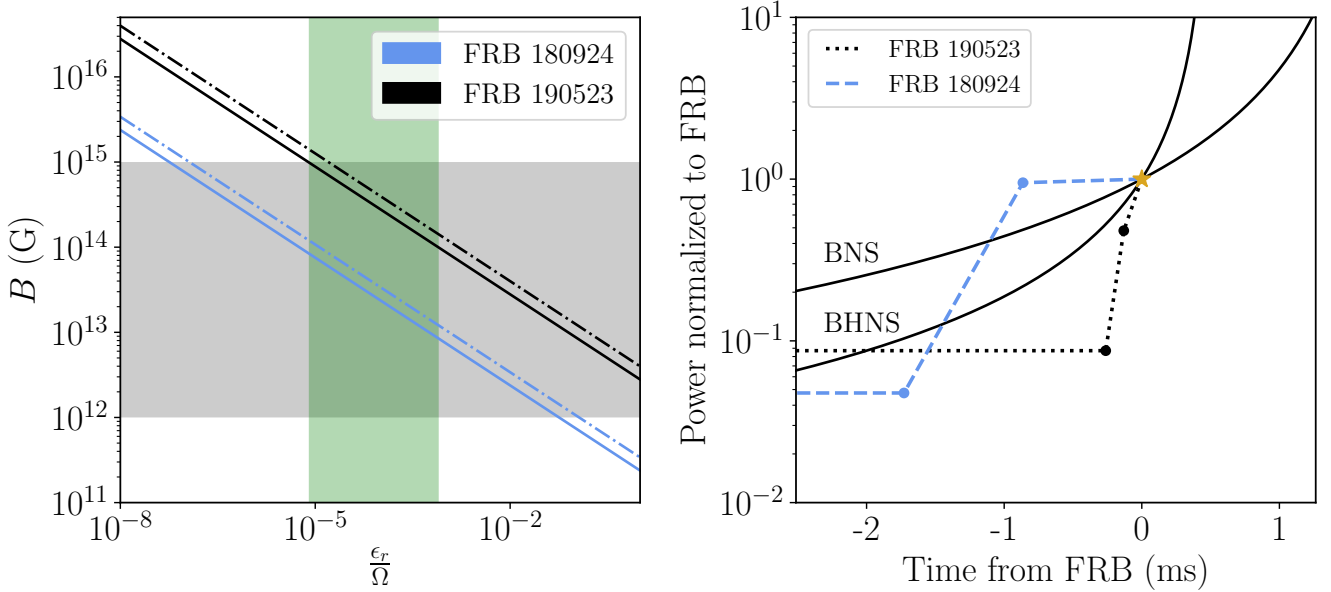 10^16
10^15
10^14
10^13
10^12
10^11
B (G)
10^-8
10^-5
10^-2
ϵ_r
Ω
FRB 180924
FRB 190523
10^1
10^0
10^-1
10^-2
Power normalized to FRB
FRB 190523
FRB 180924
BNS
BHNS
-2
-1
0
1
Time from FRB (ms)